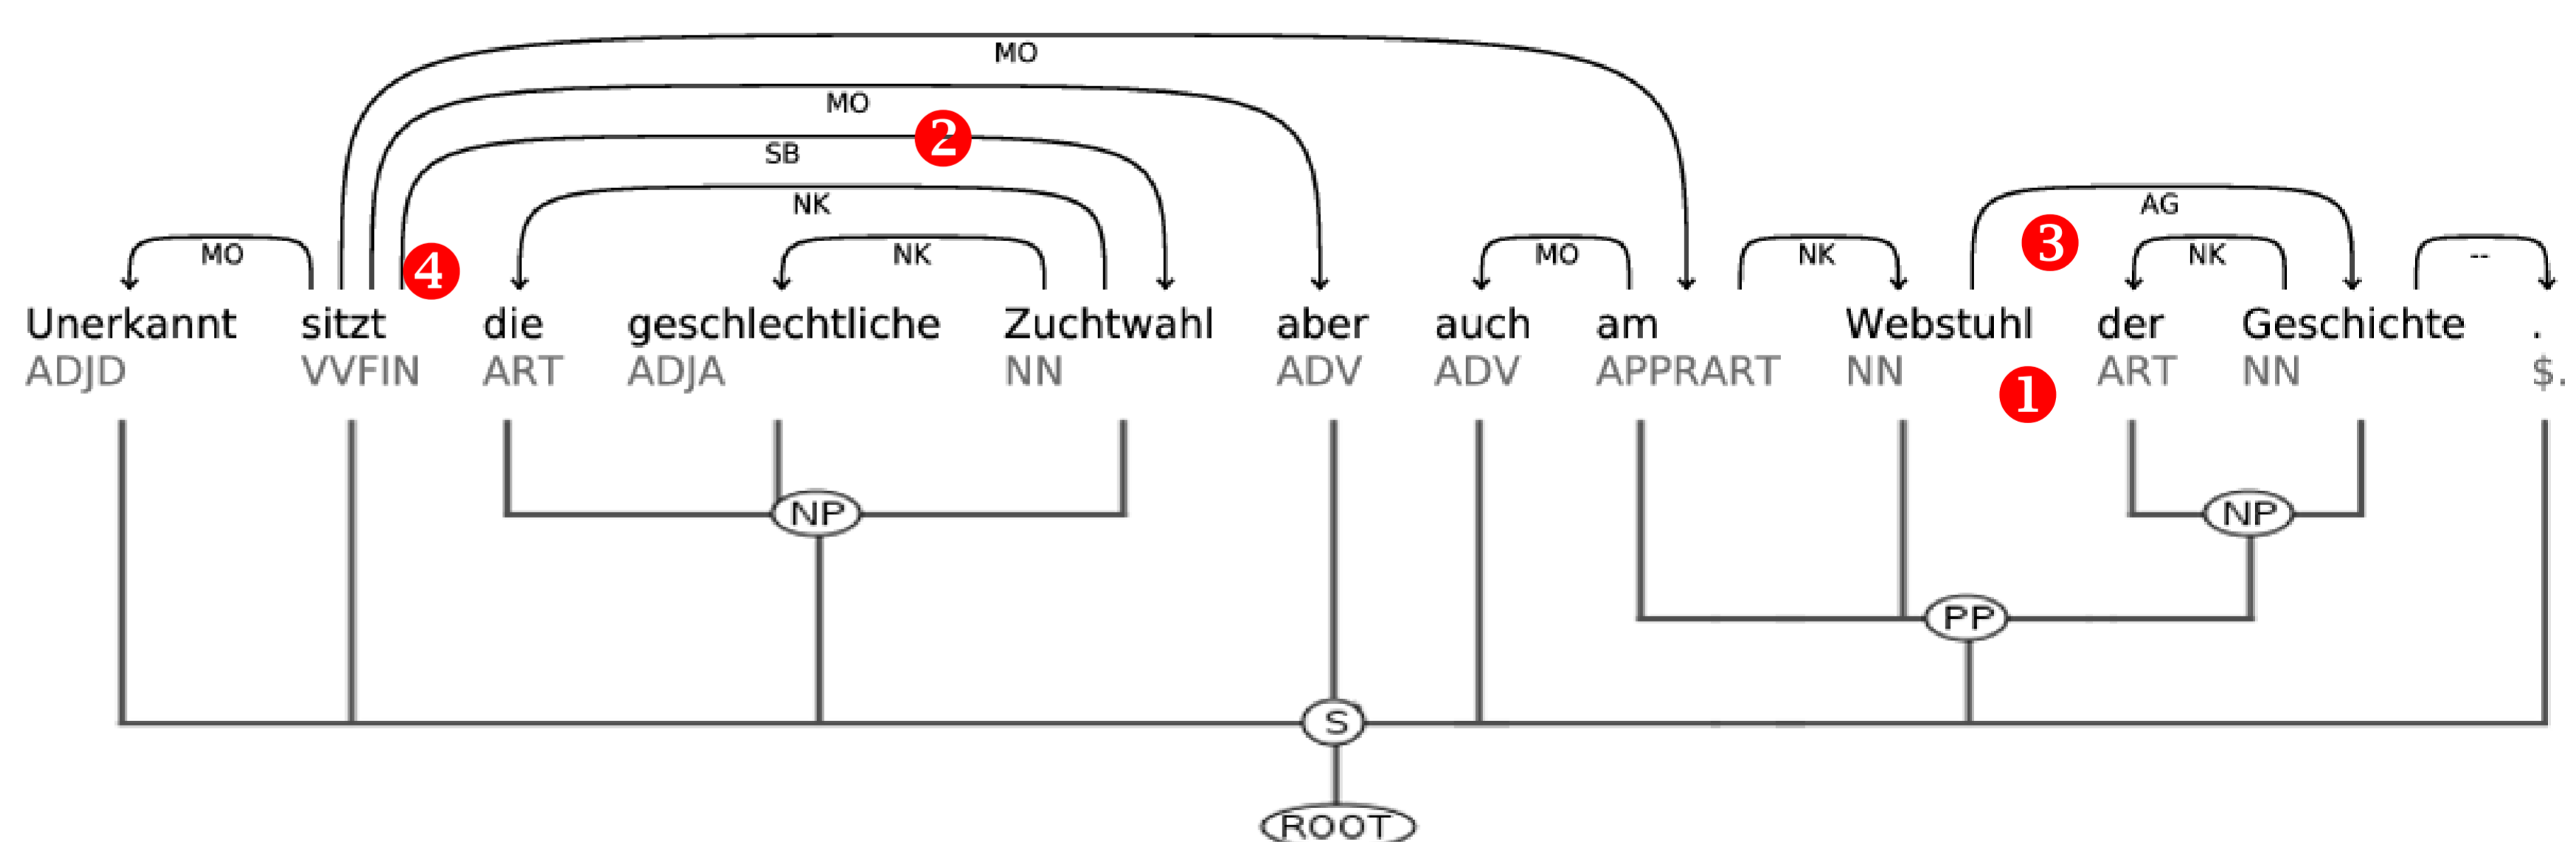 MO
MO
2
SB
NK
AG
MO 4 NK MO NK 3 NK --
Unerkannt sitzt die geschlechtliche Zuchtwahl aber auch am Webstuhl der Geschichte .
ADJD VVFIN ART ADJA NN ADV ADV APPRART NN ART NN $.
1
NP NP
PP
S
ROOT